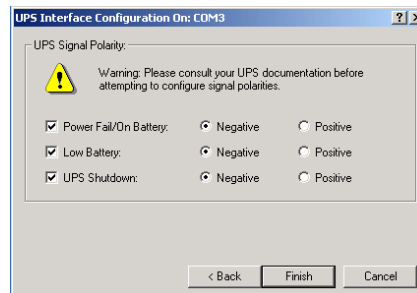 UPS Interface Configuration On: COM3
UPS Signal Polarity:
Warning: Please consult your UPS documentation before
attempting to configure signal polarities.
Power Fail/On Battery: Negative Positive
Low Battery: Negative Positive
UPS Shutdown: Negative Positive
< Back Finish Cancel